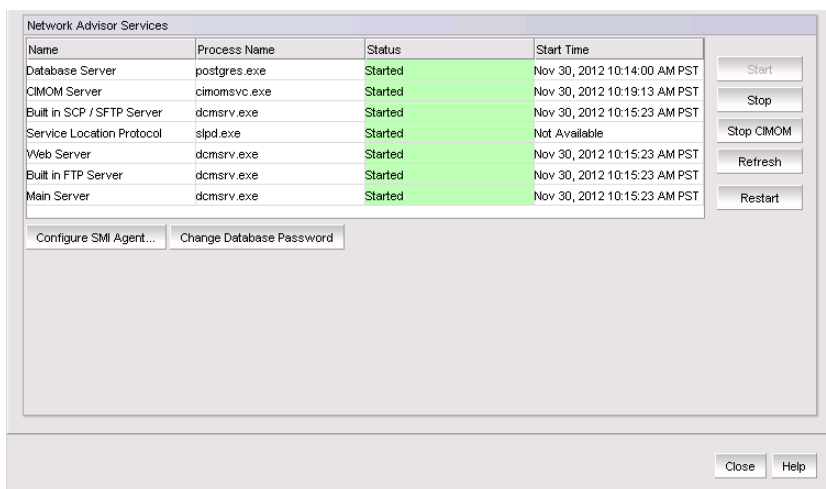 Network Advisor Services
Name Process Name Status Start Time
Database Server postgres.exe Started Nov 30, 2012 10:14:00 AM PST
CIMOM Server cimomsvc.exe Started Nov 30, 2012 10:19:13 AM PST
Built in SCP / SFTP Server dcmsrv.exe Started Nov 30, 2012 10:15:23 AM PST
Service Location Protocol slpd.exe Started Not Available
Web Server dcmsrv.exe Started Nov 30, 2012 10:15:23 AM PST
Built in FTP Server dcmsrv.exe Started Nov 30, 2012 10:15:23 AM PST
Main Server dcmsrv.exe Started Nov 30, 2012 10:15:23 AM PST
Start
Stop
Stop CIMOM
Refresh
Restart
Configure SMI Agent... Change Database Password
Close Help